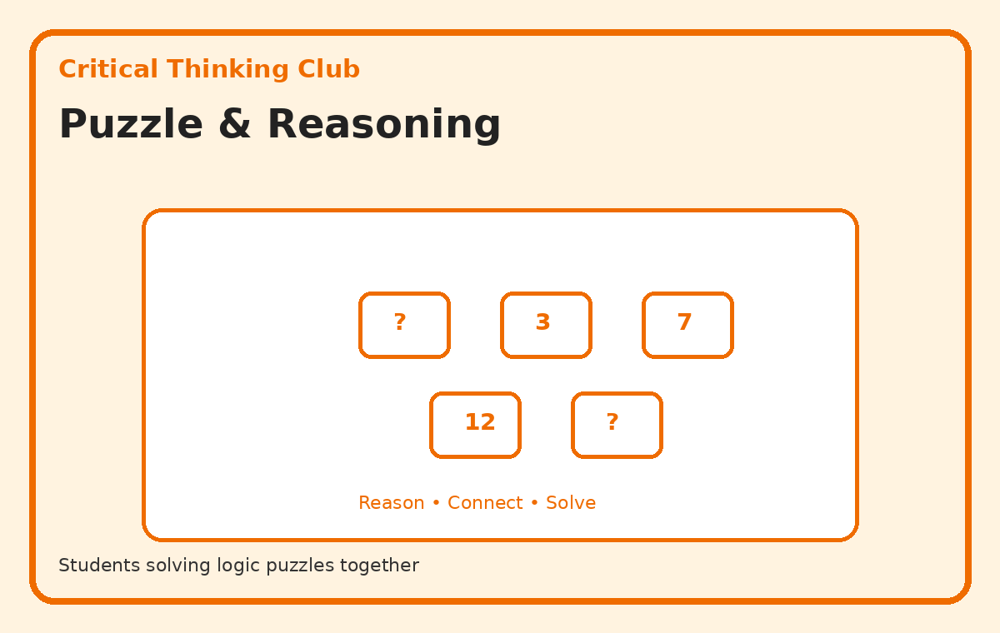 Critical Thinking Club
Puzzle & Reasoning
? 3 7
12 ?
Reason • Connect • Solve
Students solving logic puzzles together